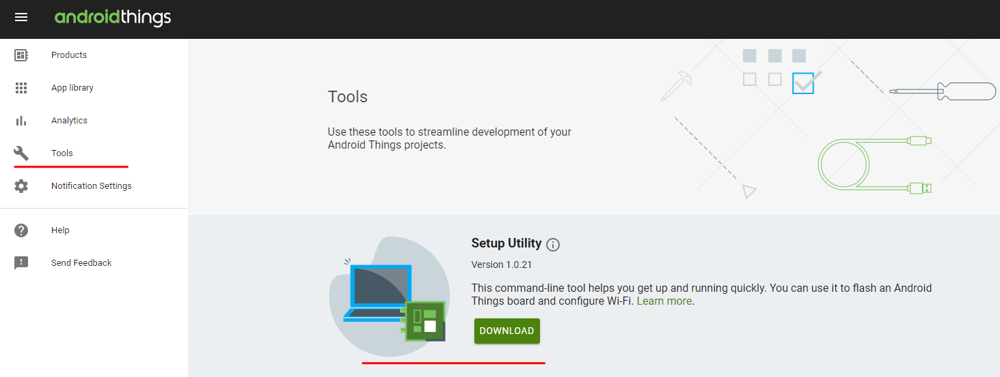 androidthings
Products
App library
Analytics
Tools
Notification Settings
Help
Send Feedback
Tools
Use these tools to streamline development of your
Android Things projects.
Setup Utility
Version 1.0.21
This command-line tool helps you get up and running quickly. You can use it to flash an Android
Things board and configure Wi-Fi. Learn more.
DOWNLOAD